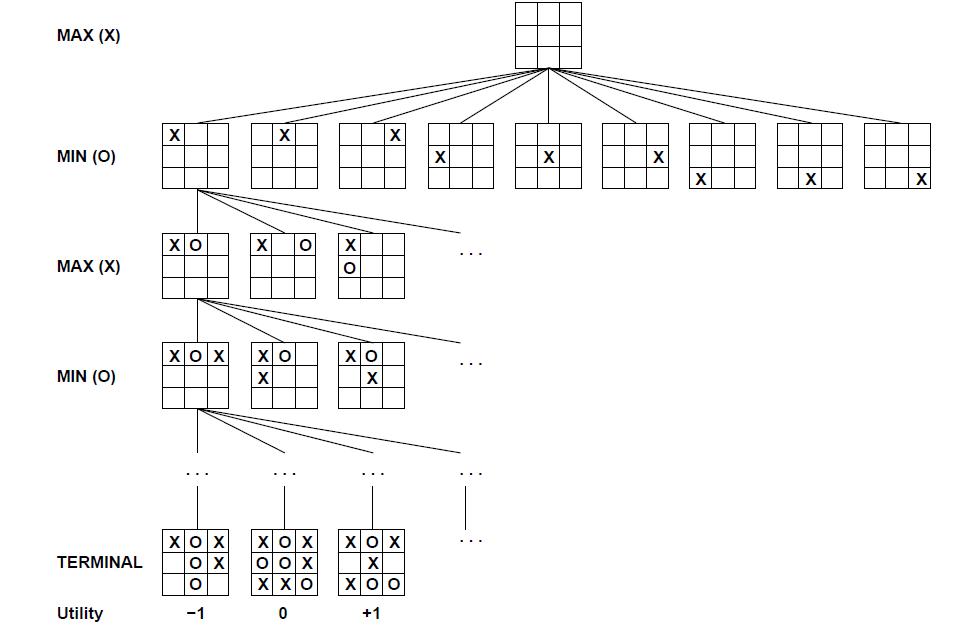 MAX (X)
X X X X X X X X X
MIN (O)
X O X O X
MAX (X) . . .
O
X O X X O X O
. . .
MIN (O) X X
. . . . . . . . . . . .
X O X X O X X O X . . .
TERMINAL O X O O X X
O X X O X O O
Utility −1 0 +1